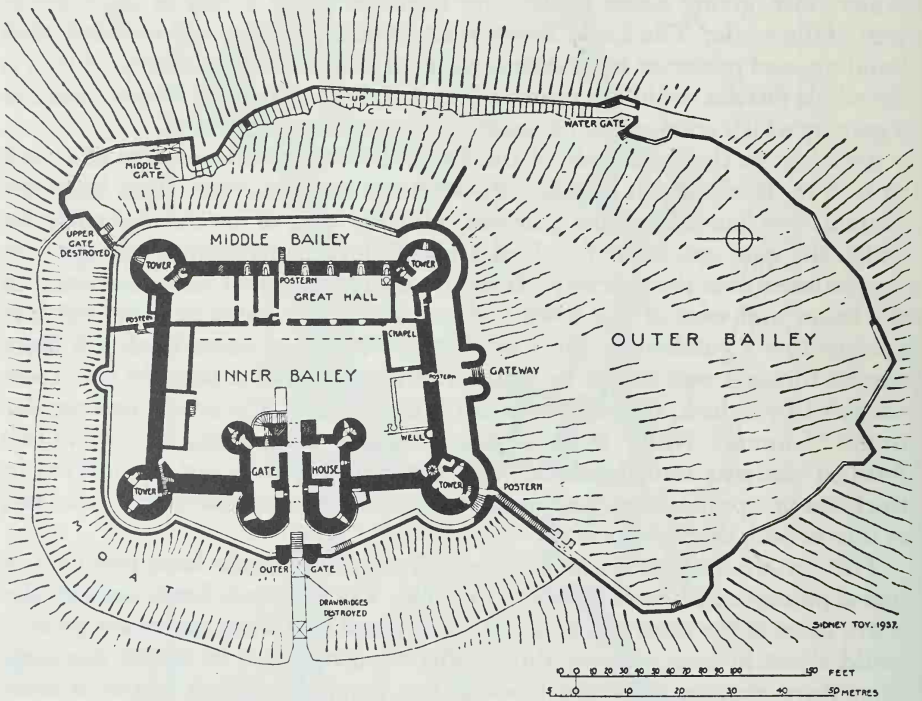 UP
CLIFF
WATER GATE
MIDDLE
GATE
UPPER
GATE
DESTROYED
MIDDLE BAILEY
TOWER
TOWER
POSTERN
GREAT HALL
POSTERN
CHAPEL
OUTER BAILEY
INNER BAILEY
POSTERN
GATEWAY
WELL
GATE HOUSE
TOWER
TOWER
POSTERN
MOAT
OUTER GATE
DRAWBRIDGES
DESTROYED
SIDNEY TOY. 1937.
10 0 10 20 30 40 50 60 70 80 90 100 150 FEET
5 0 10 20 30 40 50 METRES